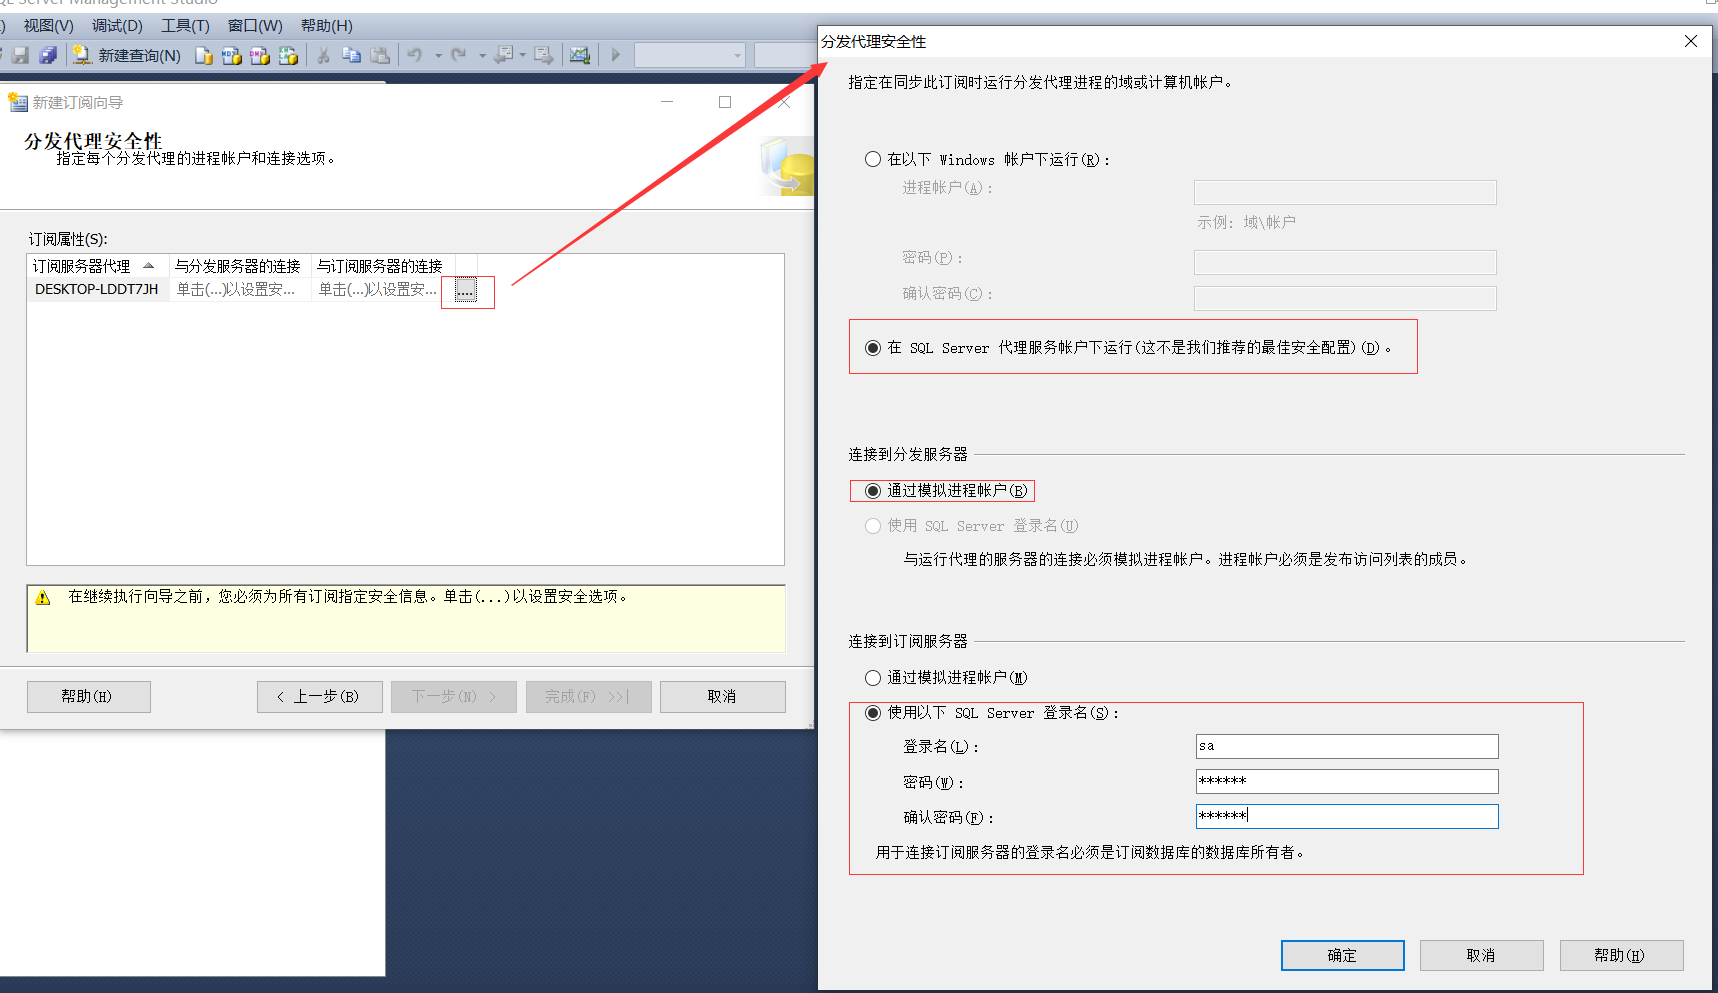 QL Server Management Studio
视图(V) 调试(D) 工具(T) 窗口(W) 帮助(H)
新建查询(N)
新建订阅向导
分发代理安全性
指定每个分发代理的进程帐户和连接选项。
订阅属性(S):
订阅服务器代理 与分发服务器的连接 与订阅服务器的连接
DESKTOP-LDDT7JH 单击(...)以设置安... 单击(...)以设置安... ....
在继续执行向导之前，您必须为所有订阅指定安全信息。单击(...)以设置安全选项。
帮助(H) < 上一步(B) 下一步(N) > 完成(F) >>| 取消
分发代理安全性
指定在同步此订阅时运行分发代理进程的域或计算机帐户。
在以下 Windows 帐户下运行(R):
进程帐户(A):
示例: 域\帐户
密码(P):
确认密码(C):
在 SQL Server 代理服务帐户下运行(这不是我们推荐的最佳安全配置)(D)。
连接到分发服务器
通过模拟进程帐户(B)
使用 SQL Server 登录名(U)
与运行代理的服务器的连接必须模拟进程帐户。进程帐户必须是发布访问列表的成员。
连接到订阅服务器
通过模拟进程帐户(M)
使用以下 SQL Server 登录名(S):
登录名(L): sa
密码(W): ******
确认密码(F): ******
用于连接订阅服务器的登录名必须是订阅数据库的数据库所有者。
确定 取消 帮助(H)